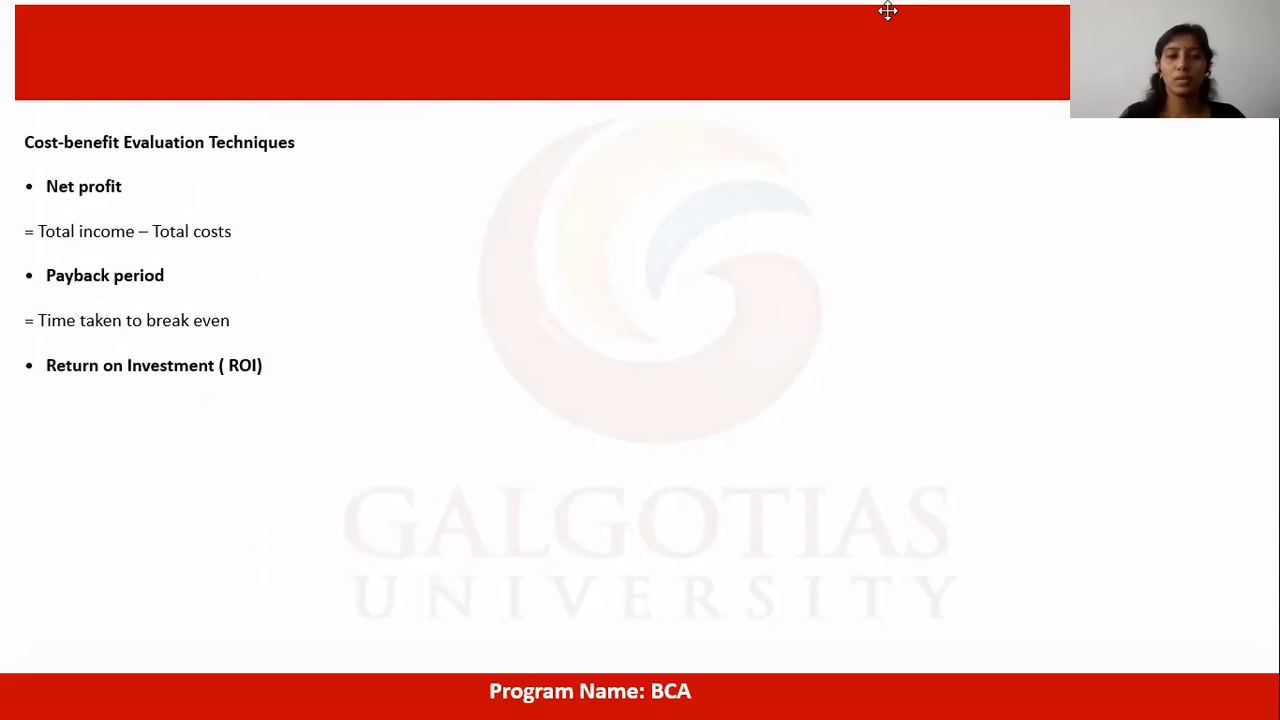 Cost-benefit Evaluation Techniques
• Net profit
= Total income – Total costs
• Payback period
= Time taken to break even
• Return on Investment ( ROI)
GALGOTIAS
UNIVERSITY
Program Name: BCA